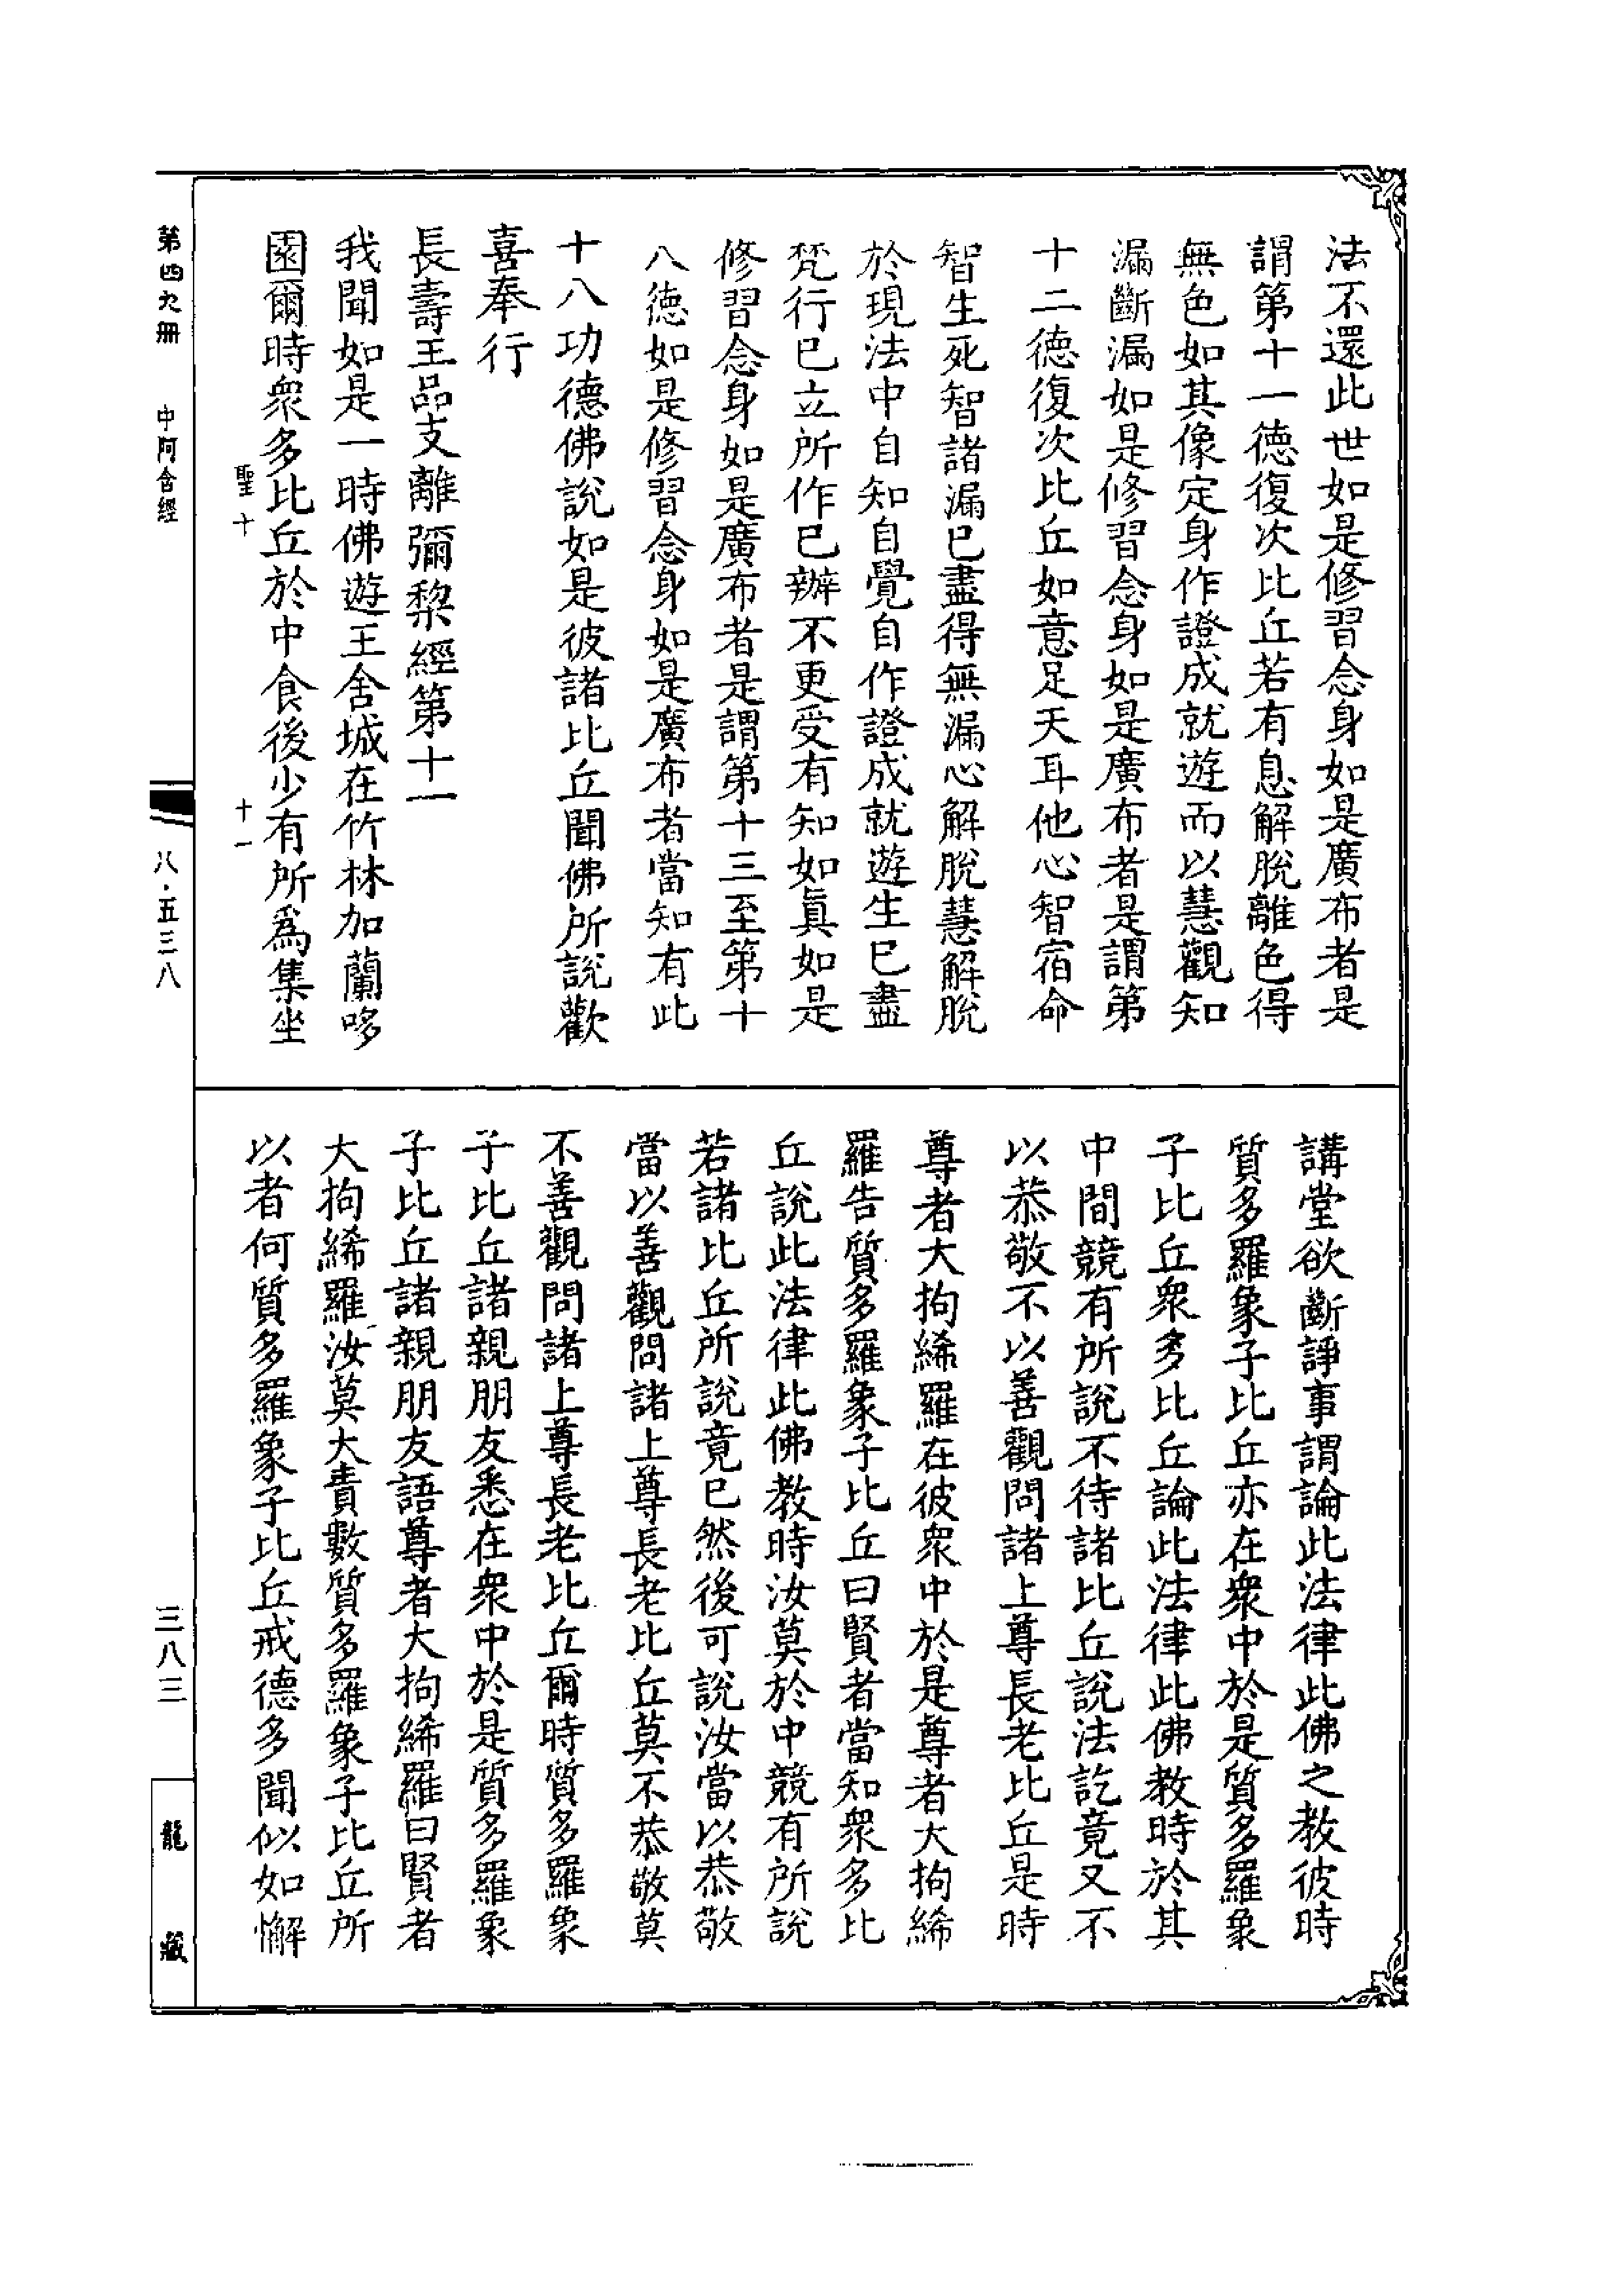 法不還此世如是修習念身如是廣布者是
謂第十一德復次比丘若有息解脫離色得
無色如其像定身作證成就遊而以慧觀知
漏斷漏如是修習念身如是廣布者是謂第
十二德復次比丘如意足天耳他心智宿命
智生死智諸漏已盡得無漏心解脫慧解脫
於現法中自知自覺自作證成就遊生已盡
梵行已立所作已辦不更受有知如眞如是
修習念身如是廣布者是謂第十三至第十
八德如是修習念身如是廣布者當知有此
十八功德佛說如是彼諸比丘聞佛所說歡
喜奉行
長壽王品支離彌棃經第十一
我聞如是一時佛遊王舍城在竹林加蘭哆
園爾時衆多比丘於中食後少有所爲集坐
聖十 十一
講堂欲斷諍事謂論此法律此佛之教彼時
質多羅象子比丘亦在衆中於是質多羅象
子比丘衆多比丘論此法律此佛教時於其
中間競有所說不待諸比丘說法訖竟又不
以恭敬不以善觀問諸上尊長老比丘是時
尊者大拘絺羅在彼衆中於是尊者大拘絺
羅告質多羅象子比丘曰賢者當知衆多比
丘說此法律此佛教時汝莫於中競有所說
若諸比丘所說竟已然後可說汝當以恭敬
當以善觀問諸上尊長老比丘莫不恭敬莫
不善觀問諸上尊長老比丘爾時質多羅象
子比丘諸親朋友悉在衆中於是質多羅象
子比丘諸親朋友語尊者大拘絺羅曰賢者
大拘絺羅汝莫大責數質多羅象子比丘所
以者何質多羅象子比丘戒德多聞似如懈
第四九册 中阿含經
八·五三八
三八三
龍藏